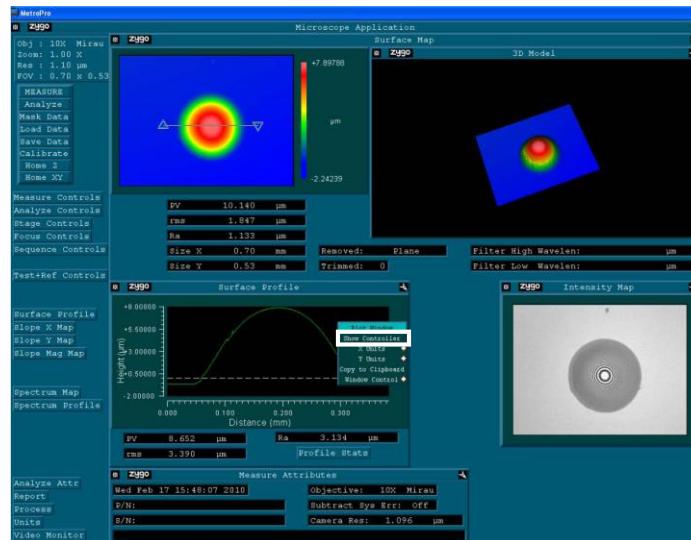 MetroPro
zygo Microscope Application
Obj : 10X Mirau
Zoom: 1.00 X
Res : 1.10 µm
FOV : 0.70 x 0.53
MEASURE
Analyze
Mask Data
Load Data
Save Data
Calibrate
Home Z
Home XY
Measure Controls
Analyze Controls
Stage Controls
Focus Controls
Sequence Controls
Test+Ref Controls
Surface Profile
Slope X Map
Slope Y Map
Slope Mag Map
Spectrum Map
Spectrum Profile
Analyze Attr
Report
Process
Units
Video Monitor
zygo Surface Map
+7.89788
µm
-2.24239
zygo 3D Model
PV 10.140 µm
rms 1.847 µm
Ra 1.133 µm
Size X 0.70 mm
Size Y 0.53 mm
Removed: Plane
Trimmed: 0
Filter High Wavelen: µm
Filter Low Wavelen: µm
zygo Surface Profile
Height (µm)
+8.00000
+5.50000
+3.00000
+0.50000
-2.00000
0.000 0.100 0.200 0.300
Distance (mm)
Plot Window
Show Controller
X Units
Y Units
Copy to Clipboard
Window Control
PV 8.652 µm
Ra 3.134 µm
rms 3.390 µm
Profile Stats
zygo Intensity Map
zygo Measure Attributes
Wed Feb 17 15:48:07 2010
P/N:
S/N:
Objective: 10X Mirau
Subtract Sys Err: Off
Camera Res: 1.096 µm